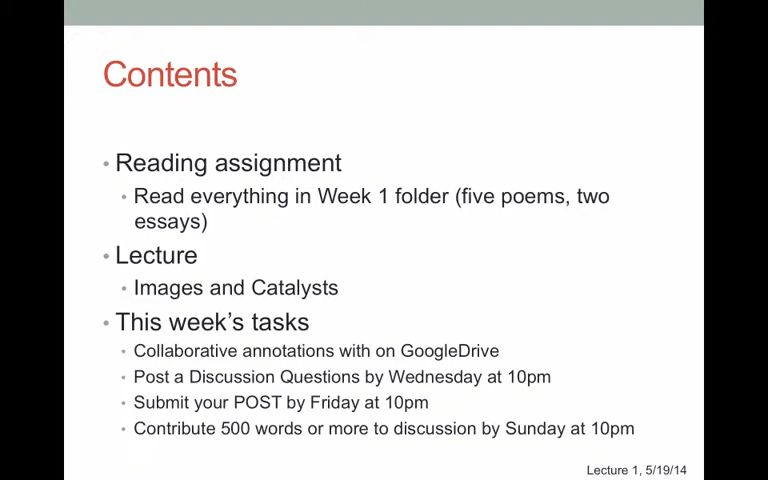 Contents
• Reading assignment
• Read everything in Week 1 folder (five poems, two
essays)
• Lecture
• Images and Catalysts
• This week's tasks
• Collaborative annotations with on GoogleDrive
• Post a Discussion Questions by Wednesday at 10pm
• Submit your POST by Friday at 10pm
• Contribute 500 words or more to discussion by Sunday at 10pm
Lecture 1, 5/19/14